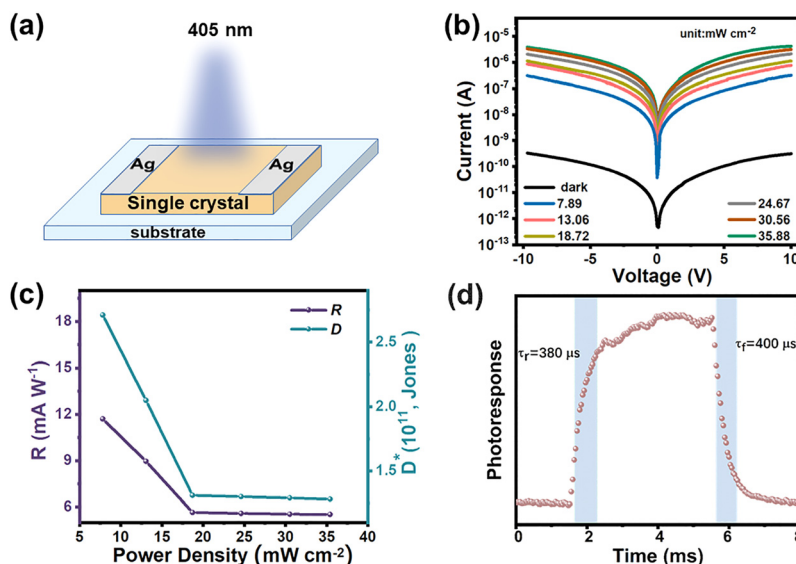 (a)
405 nm
Ag
Ag
Single crystal
substrate
(b)
unit:mW cm-2
Current (A)
10-5
10-6
10-7
10-8
10-9
10-10
10-11
10-12
10-13
dark
7.89
13.06
18.72
24.67
30.56
35.88
-10
-5
0
5
10
Voltage (V)
(c)
R
D
R (mA W-1)
18
15
12
9
6
D* (1011, Jones )
2.5
2.0
1.5
5
10
15
20
25
30
35
40
Power Density (mW cm-2)
(d)
τr=380 μs
τf=400 μs
Photoresponse
0
2
4
6
8
Time (ms)